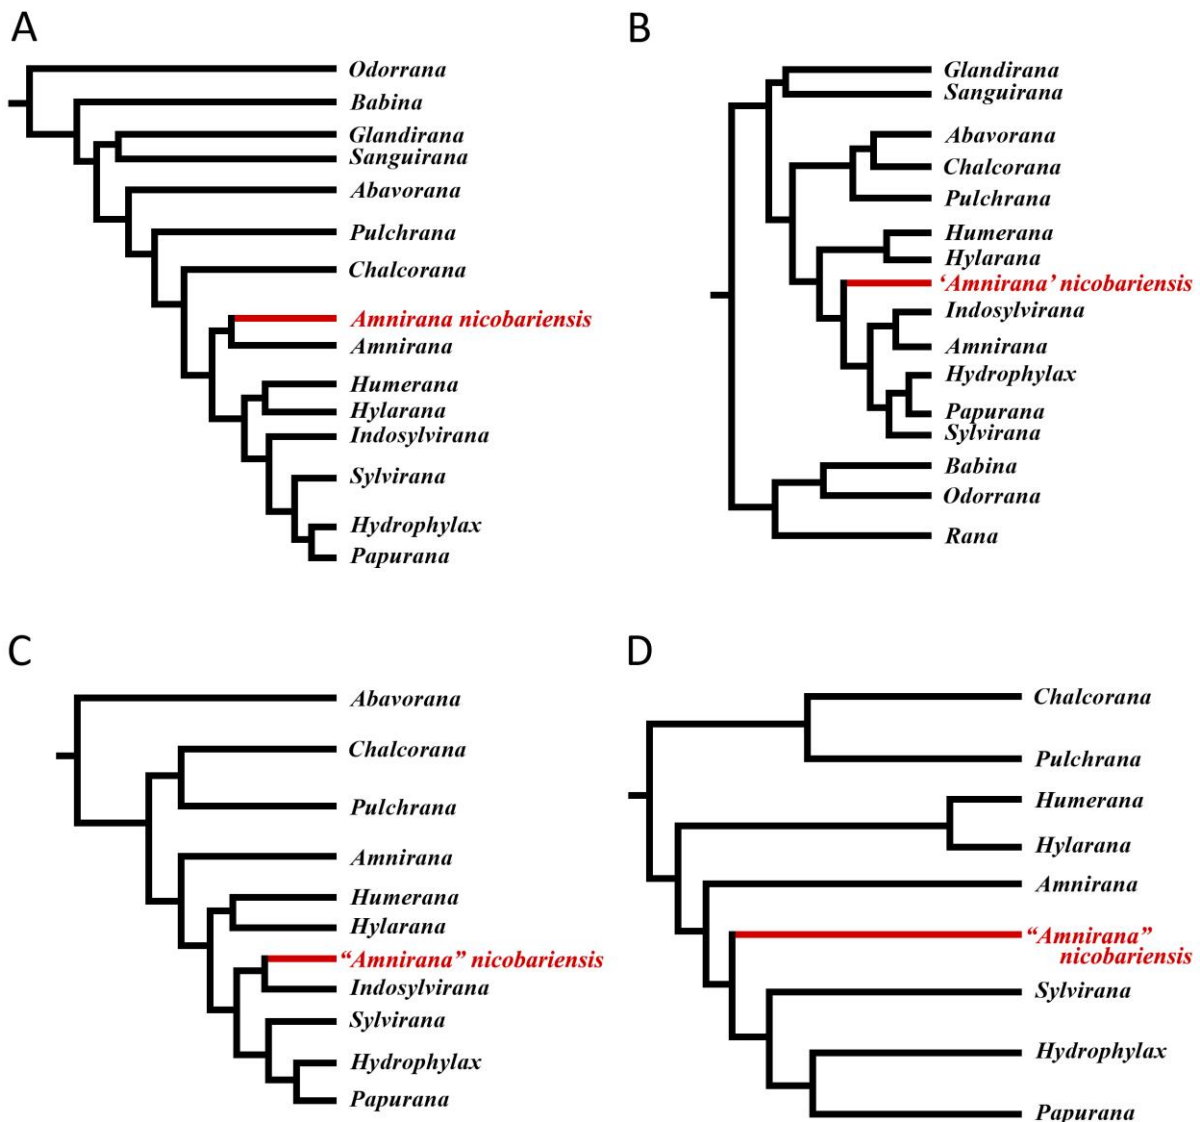 A
Odorrana
Babina
Glandirana
Sanguirana
Abavorana
Pulchrana
Chalcorana
Amnirana nicobariensis
Amnirana
Humerana
Hylarana
Indosylvirana
Sylvirana
Hydrophylax
Papurana
B
Glandirana
Sanguirana
Abavorana
Chalcorana
Pulchrana
Humerana
Hylarana
‘Amnirana’ nicobariensis
Indosylvirana
Amnirana
Hydrophylax
Papurana
Sylvirana
Babina
Odorrana
Rana
C
Abavorana
Chalcorana
Pulchrana
Amnirana
Humerana
Hylarana
“Amnirana” nicobariensis
Indosylvirana
Sylvirana
Hydrophylax
Papurana
D
Chalcorana
Pulchrana
Humerana
Hylarana
Amnirana
“Amnirana”
nicobariensis
Sylvirana
Hydrophylax
Papurana